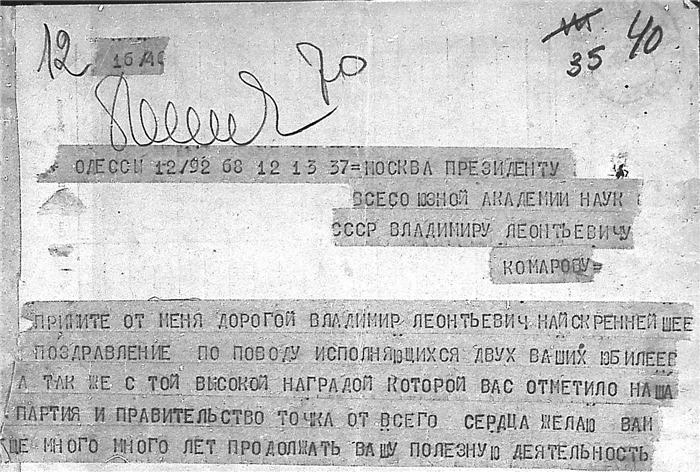 12 16/40 70 35 40
ОДЕССЫ 12/92 68 12 13 37=МОСКВА ПРЕЗИДЕНТУ
ВСЕСОЮЗНОЙ АКАДЕМИИ НАУК
СССР ВЛАДИМИРУ ЛЕОНТЬЕВИЧУ
КОМАРОВУ=
ПРИМИТЕ ОТ МЕНЯ ДОРОГОЙ ВЛАДИМИР ЛЕОНТЬЕВИЧ НАИСКРЕННЕЙШЕЕ
ПОЗДРАВЛЕНИЕ ПО ПОВОДУ ИСПОЛНЯЮЩИХСЯ ДВУХ ВАШИХ ЮБИЛЕЕВ
А ТАК ЖЕ С ТОЙ ВЫСОКОЙ НАГРАДОЙ КОТОРОЙ ВАС ОТМЕТИЛО НАША
ПАРТИЯ И ПРАВИТЕЛЬСТВО ТОЧКА ОТ ВСЕГО СЕРДЦА ЖЕЛАЮ ВАМ
ЩЕ МНОГО МНОГО ЛЕТ ПРОДОЛЖАТЬ ВАШУ ПОЛЕЗНУЮ ДЕЯТЕЛЬНОСТЬ